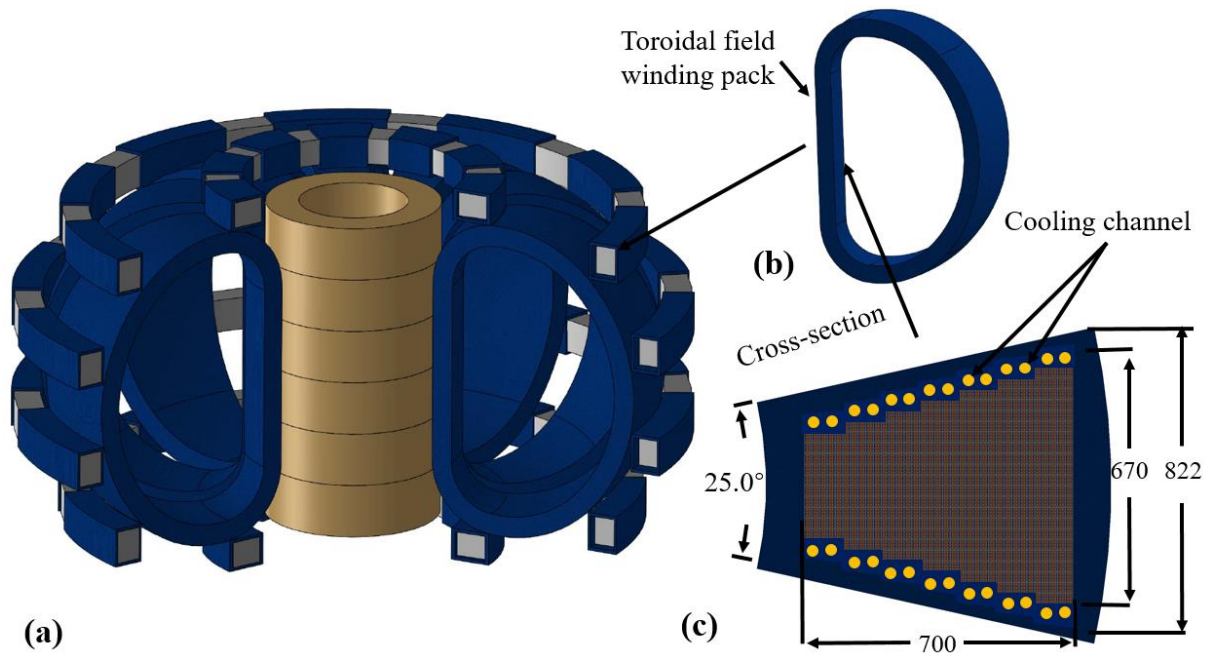 Toroidal field
winding pack
(b)
Cooling channel
Cross-section
25.0°
670
822
(a)
(c)
700